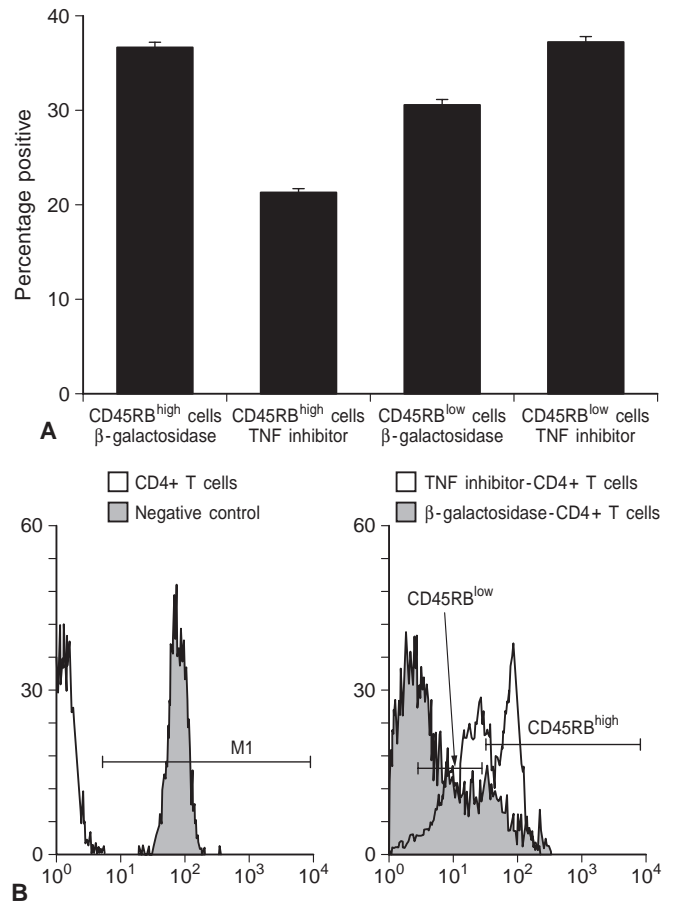 40
30
20
10
0
Percentage positive
CD45RBhigh cells
β-galactosidase
CD45RBhigh cells
TNF inhibitor
CD45RBlow cells
β-galactosidase
CD45RBlow cells
TNF inhibitor
A
CD4+ T cells
Negative control
60
30
0
M1
10⁰ 10¹ 10² 10³ 10⁴
TNF inhibitor-CD4+ T cells
β-galactosidase-CD4+ T cells
60
30
0
CD45RBlow
CD45RBhigh
10⁰ 10¹ 10² 10³ 10⁴
B